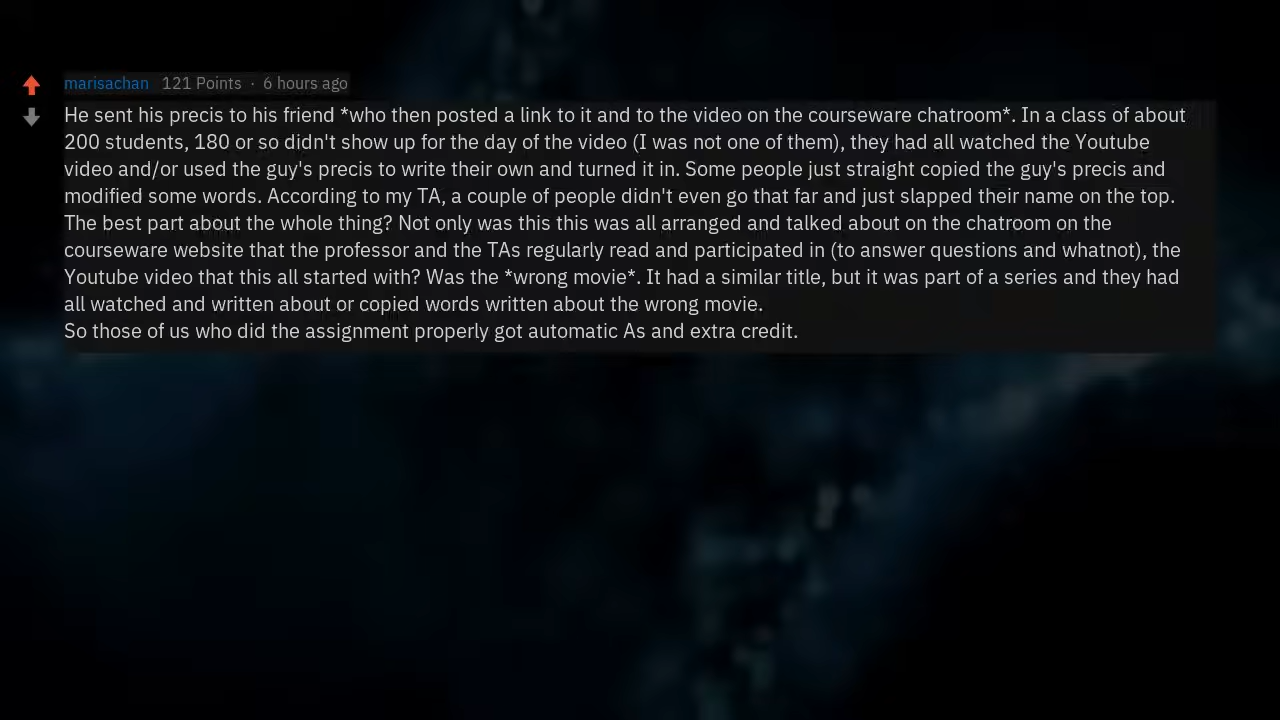 marisachan 121 Points · 6 hours ago
He sent his precis to his friend *who then posted a link to it and to the video on the courseware chatroom*. In a class of about
200 students, 180 or so didn't show up for the day of the video (I was not one of them), they had all watched the Youtube
video and/or used the guy's precis to write their own and turned it in. Some people just straight copied the guy's precis and
modified some words. According to my TA, a couple of people didn't even go that far and just slapped their name on the top.
The best part about the whole thing? Not only was this this was all arranged and talked about on the chatroom on the
courseware website that the professor and the TAs regularly read and participated in (to answer questions and whatnot), the
Youtube video that this all started with? Was the *wrong movie*. It had a similar title, but it was part of a series and they had
all watched and written about or copied words written about the wrong movie.
So those of us who did the assignment properly got automatic As and extra credit.